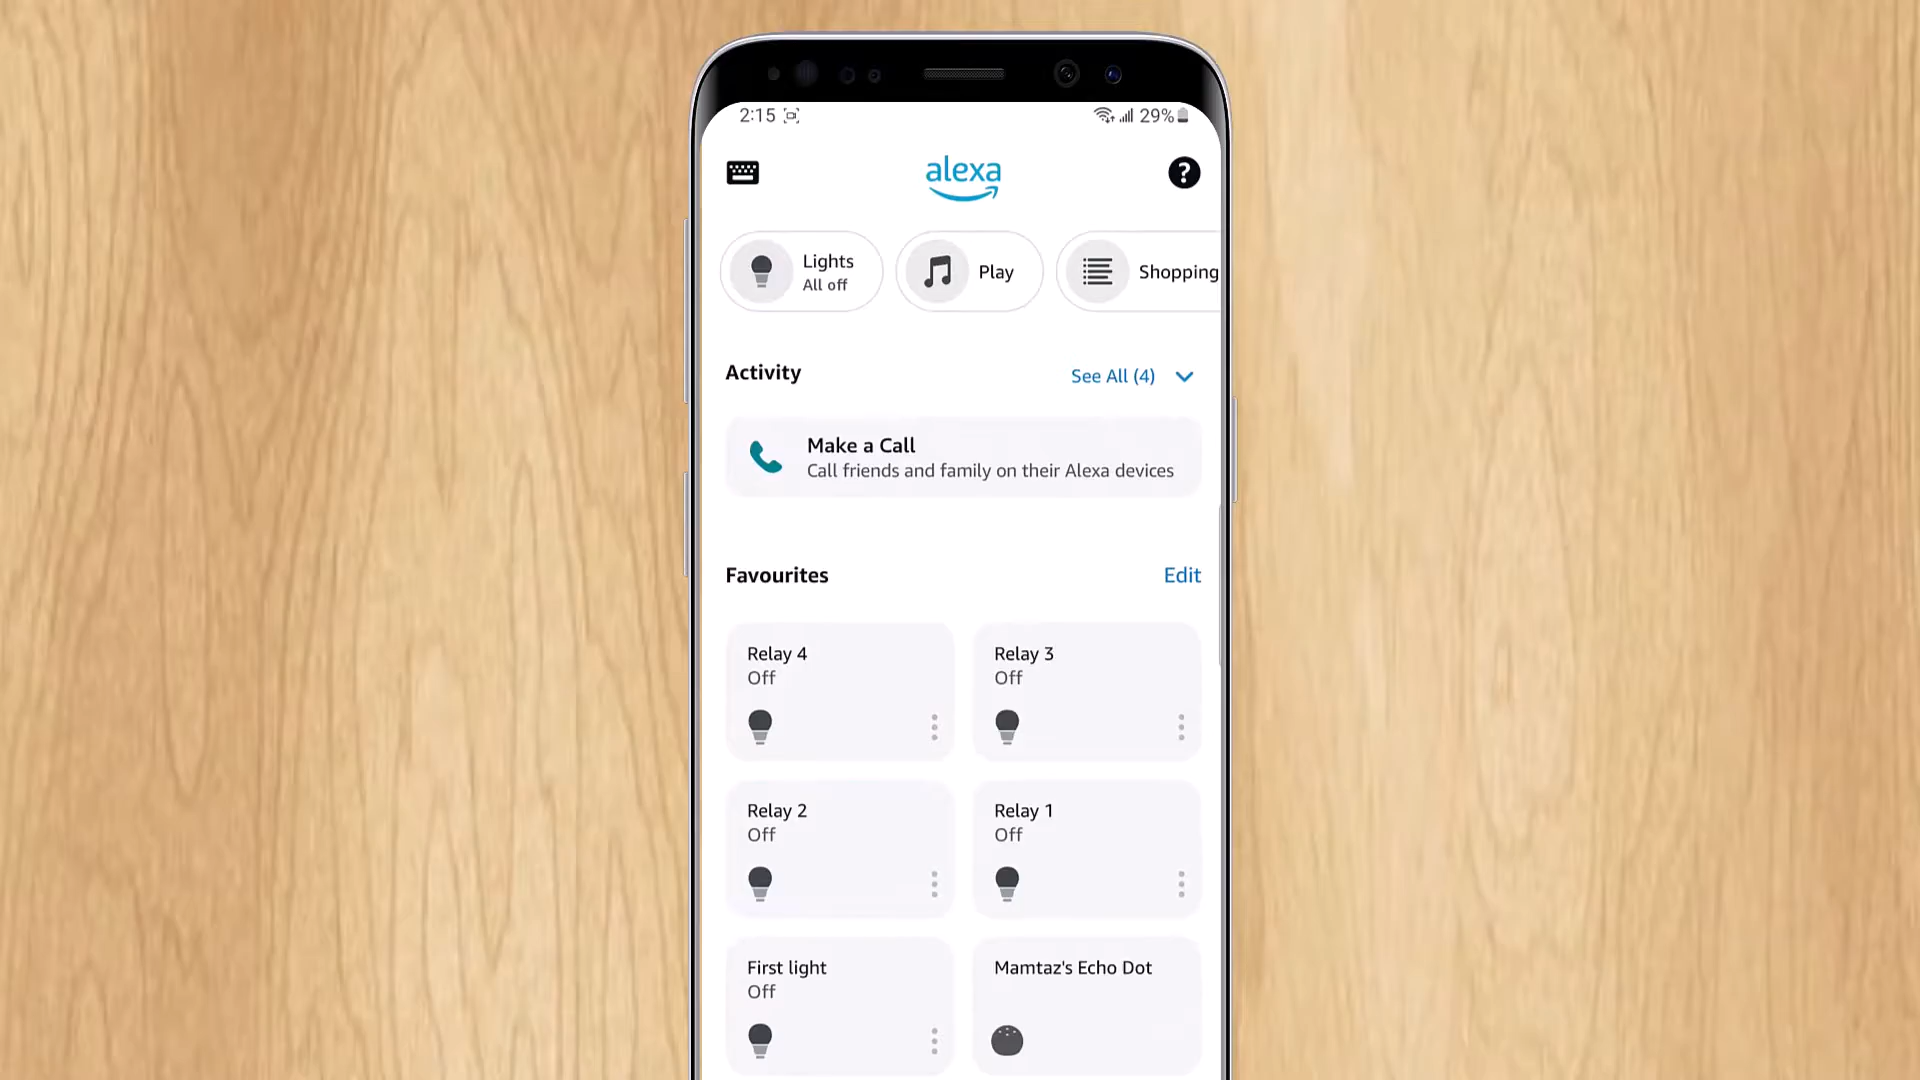 2:15
29%
alexa
?
Lights
All off
Play
Shopping
Activity
See All (4)
Make a Call
Call friends and family on their Alexa devices
Favourites
Edit
Relay 4
Off
Relay 3
Off
Relay 2
Off
Relay 1
Off
First light
Off
Mamtaz's Echo Dot